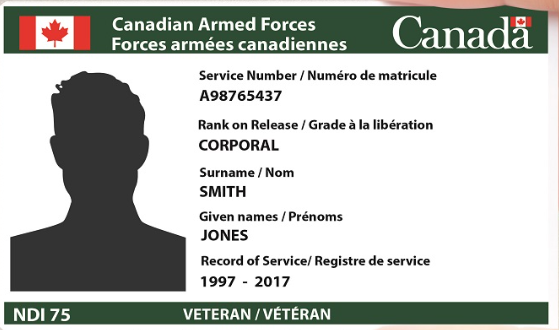 Canadian Armed Forces
Forces armées canadiennes
Canada
Service Number / Numéro de matricule
A98765437
Rank on Release / Grade à la libération
CORPORAL
Surname / Nom
SMITH
Given names / Prénoms
JONES
Record of Service/ Registre de service
1997 - 2017
NDI 75
VETERAN / VÉTÉRAN